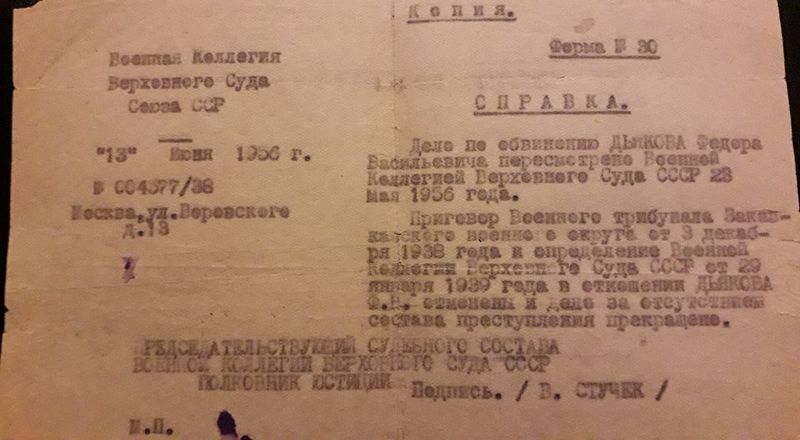 Копия.
Форма № 30
Военная Коллегия
Верховного Суда
Союза ССР
СПРАВКА.
"13" Июня 1956 г.
№ 004577/38
Москва, ул. Воровского
д.13
Дело по обвинению ДЬЯКОВА Федора
Васильевича пересмотрено Военной
Коллегией Верховного Суда СССР 23
мая 1956 года.
Приговор Военного трибунала Закав-
казского военного округа от 3 декаб-
ря 1938 года и определение Военной
Коллегии Верховного Суда СССР от 29
января 1939 года в отношении ДЬЯКОВА
Ф.В. отменены и дело за отсутствием
состава преступления прекращено.
ПРЕДСЕДАТЕЛЬСТВУЮЩИЙ СУДЕБНОГО СОСТАВА
ВОЕННОЙ КОЛЛЕГИИ ВЕРХОВНОГО СУДА СССР
ПОЛКОВНИК ЮСТИЦИИ
Подпись. / В. СТУЧЕК /
М.П.